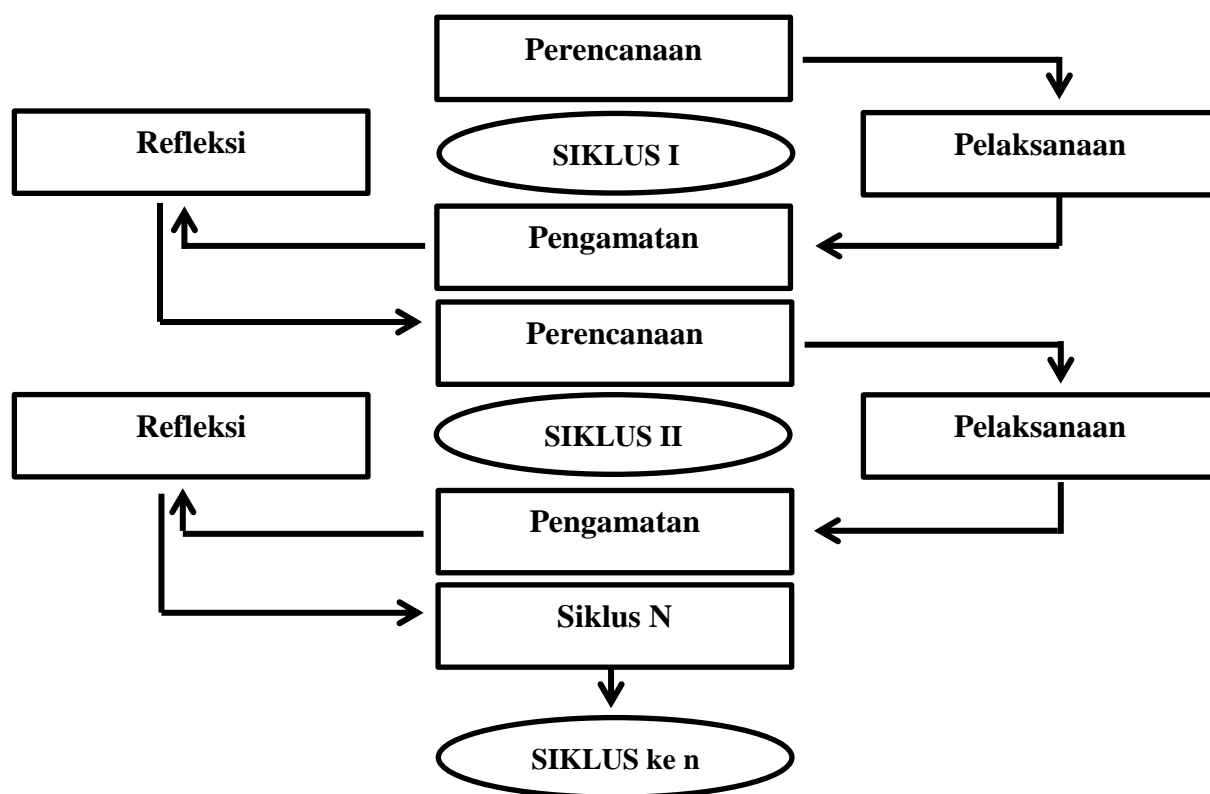 Perencanaan
Refleksi
SIKLUS I
Pelaksanaan
Pengamatan
Perencanaan
Refleksi
SIKLUS II
Pelaksanaan
Pengamatan
Siklus N
SIKLUS ke n